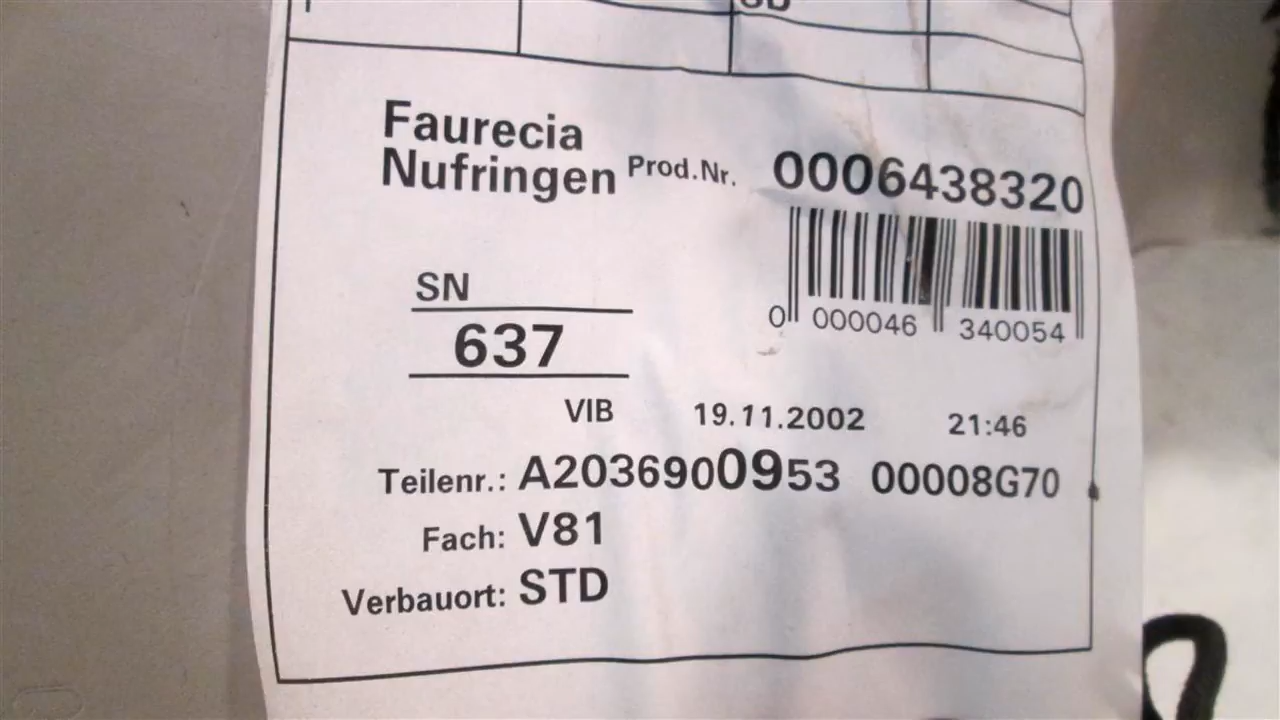 Faurecia
Nufringen Prod.Nr. 0006438320
0 000046 340054
SN
637
VIB 19.11.2002 21:46
Teilenr.: A2036900953 00008G70
Fach: V81
Verbauort: STD